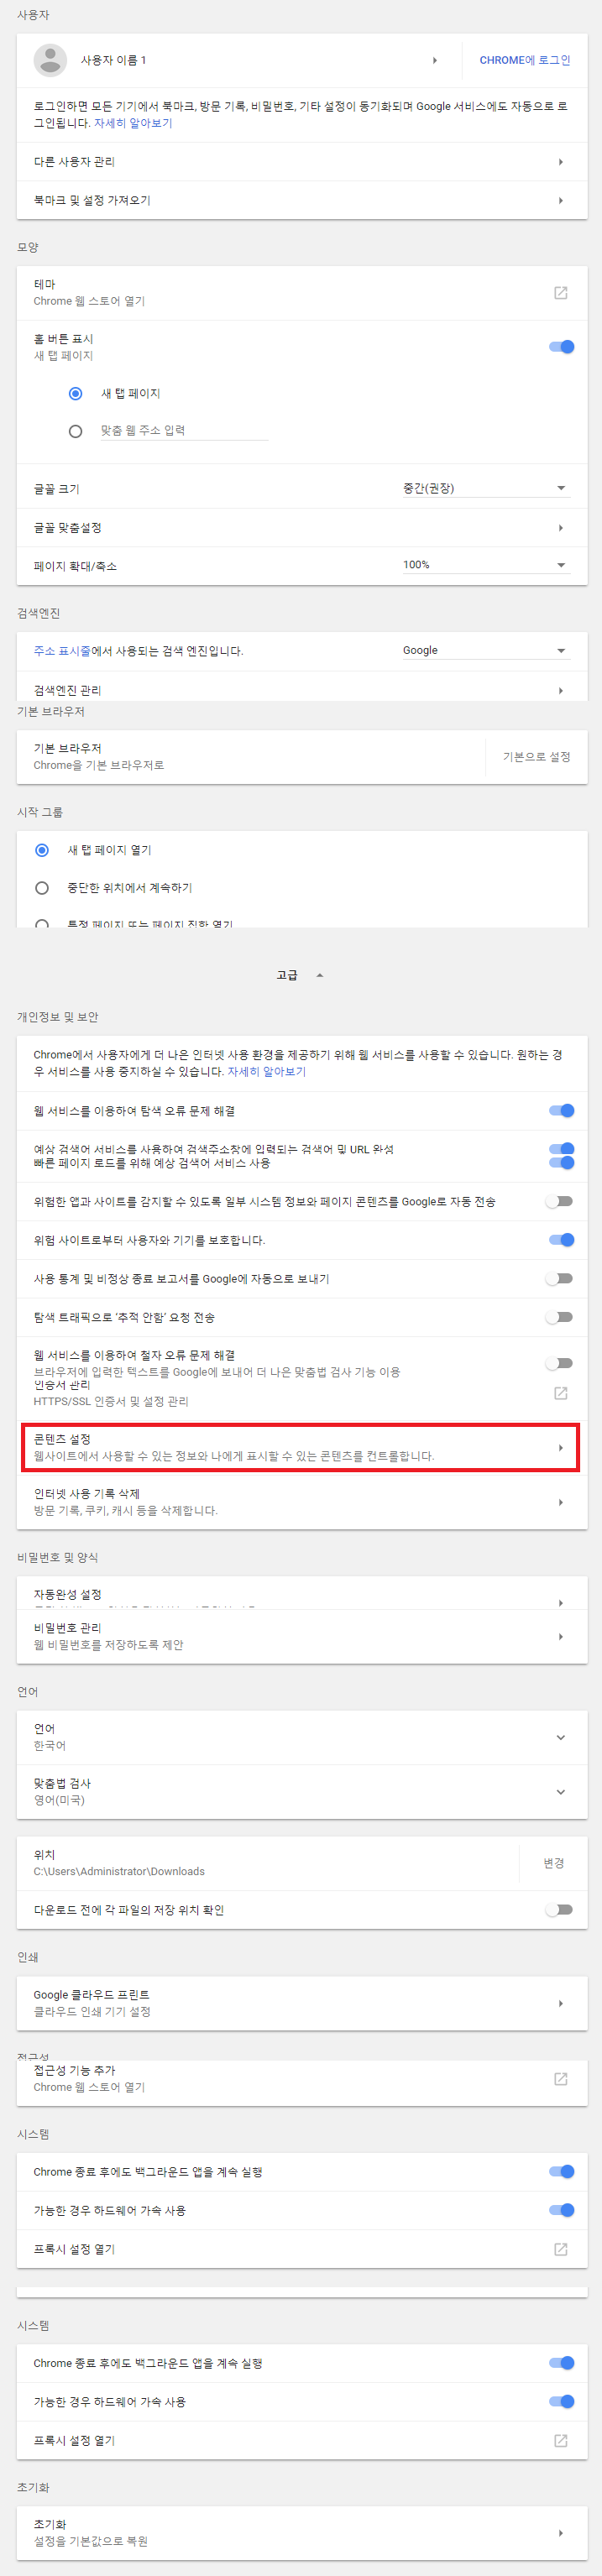 사용자
사용자 이름 1
CHROME에 로그인
로그인하면 모든 기기에서 북마크, 방문 기록, 비밀번호, 기타 설정이 동기화되며 Google 서비스에도 자동으로 로
그인됩니다. 자세히 알아보기
다른 사용자 관리
북마크 및 설정 가져오기
모양
테마
Chrome 웹 스토어 열기
홈 버튼 표시
새 탭 페이지
새 탭 페이지
맞춤 웹 주소 입력
글꼴 크기
중간(권장)
글꼴 맞춤설정
페이지 확대/축소
100%
검색엔진
주소 표시줄에서 사용되는 검색 엔진입니다.
Google
검색엔진 관리
기본 브라우저
기본 브라우저
Chrome을 기본 브라우저로
기본으로 설정
시작 그룹
새 탭 페이지 열기
중단한 위치에서 계속하기
특정 페이지 또는 페이지 집합 열기
고급
개인정보 및 보안
Chrome에서 사용자에게 더 나은 인터넷 사용 환경을 제공하기 위해 웹 서비스를 사용할 수 있습니다. 원하는 경
우 서비스를 사용 중지하실 수 있습니다. 자세히 알아보기
웹 서비스를 이용하여 탐색 오류 문제 해결
예상 검색어 서비스를 사용하여 검색주소창에 입력되는 검색어 및 URL 완성
빠른 페이지 로드를 위해 예상 검색어 서비스 사용
위험한 앱과 사이트를 감지할 수 있도록 일부 시스템 정보와 페이지 콘텐츠를 Google로 자동 전송
위험 사이트로부터 사용자와 기기를 보호합니다.
사용 통계 및 비정상 종료 보고서를 Google에 자동으로 보내기
탐색 트래픽으로 '추적 안함' 요청 전송
웹 서비스를 이용하여 철자 오류 문제 해결
브라우저에 입력한 텍스트를 Google에 보내어 더 나은 맞춤법 검사 기능 이용
인증서 관리
HTTPS/SSL 인증서 및 설정 관리
콘텐츠 설정
웹사이트에서 사용할 수 있는 정보와 나에게 표시할 수 있는 콘텐츠를 컨트롤합니다.
인터넷 사용 기록 삭제
방문 기록, 쿠키, 캐시 등을 삭제합니다.
비밀번호 및 양식
자동완성 설정
비밀번호 관리
웹 비밀번호를 저장하도록 제안
언어
언어
한국어
맞춤법 검사
영어(미국)
위치
C:\Users\Administrator\Downloads
변경
다운로드 전에 각 파일의 저장 위치 확인
인쇄
Google 클라우드 프린트
클라우드 인쇄 기기 설정
접근성
접근성 기능 추가
Chrome 웹 스토어 열기
시스템
Chrome 종료 후에도 백그라운드 앱을 계속 실행
가능한 경우 하드웨어 가속 사용
프록시 설정 열기
시스템
Chrome 종료 후에도 백그라운드 앱을 계속 실행
가능한 경우 하드웨어 가속 사용
프록시 설정 열기
초기화
초기화
설정을 기본값으로 복원